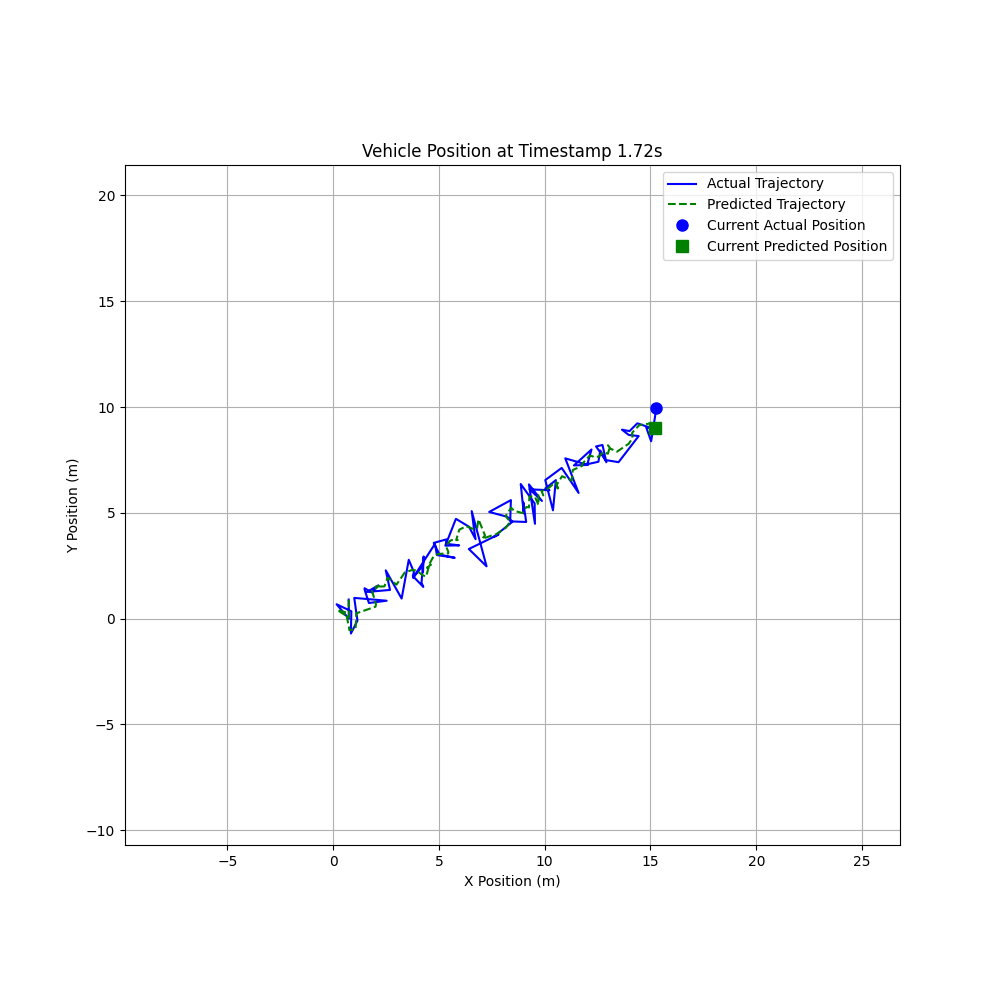 Vehicle Position at Timestamp 1.72s
Actual Trajectory
Predicted Trajectory
Current Actual Position
Current Predicted Position
20
15
10
5
0
−5
−10
Y Position (m)
−5
0
5
10
15
20
25
X Position (m)